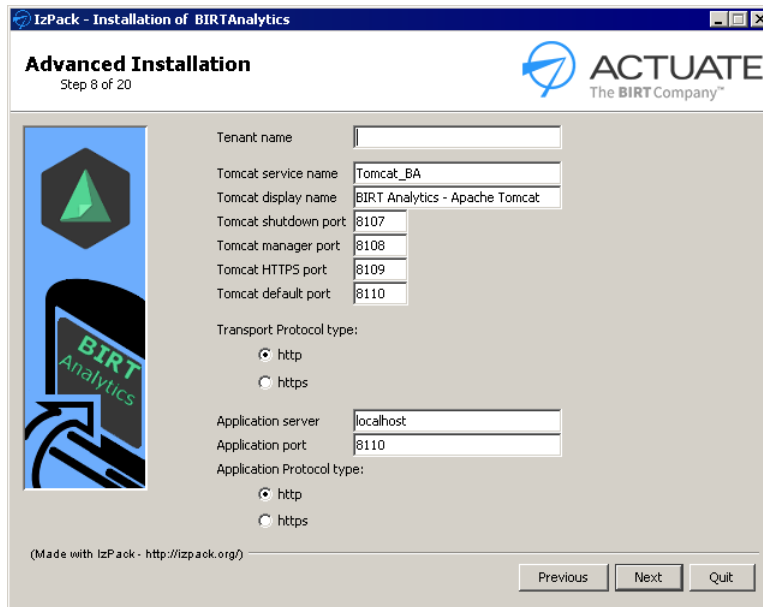 IzPack - Installation of BIRTAnalytics
Advanced Installation
Step 8 of 20
ACTUATE
The BIRT Company™
Tenant name
Tomcat service name Tomcat_BA
Tomcat display name BIRT Analytics - Apache Tomcat
Tomcat shutdown port 8107
Tomcat manager port 8108
Tomcat HTTPS port 8109
Tomcat default port 8110
Transport Protocol type:
http
https
BIRT
Analytics
Application server localhost
Application port 8110
Application Protocol type:
http
https
(Made with IzPack - http://izpack.org/)
Previous Next Quit